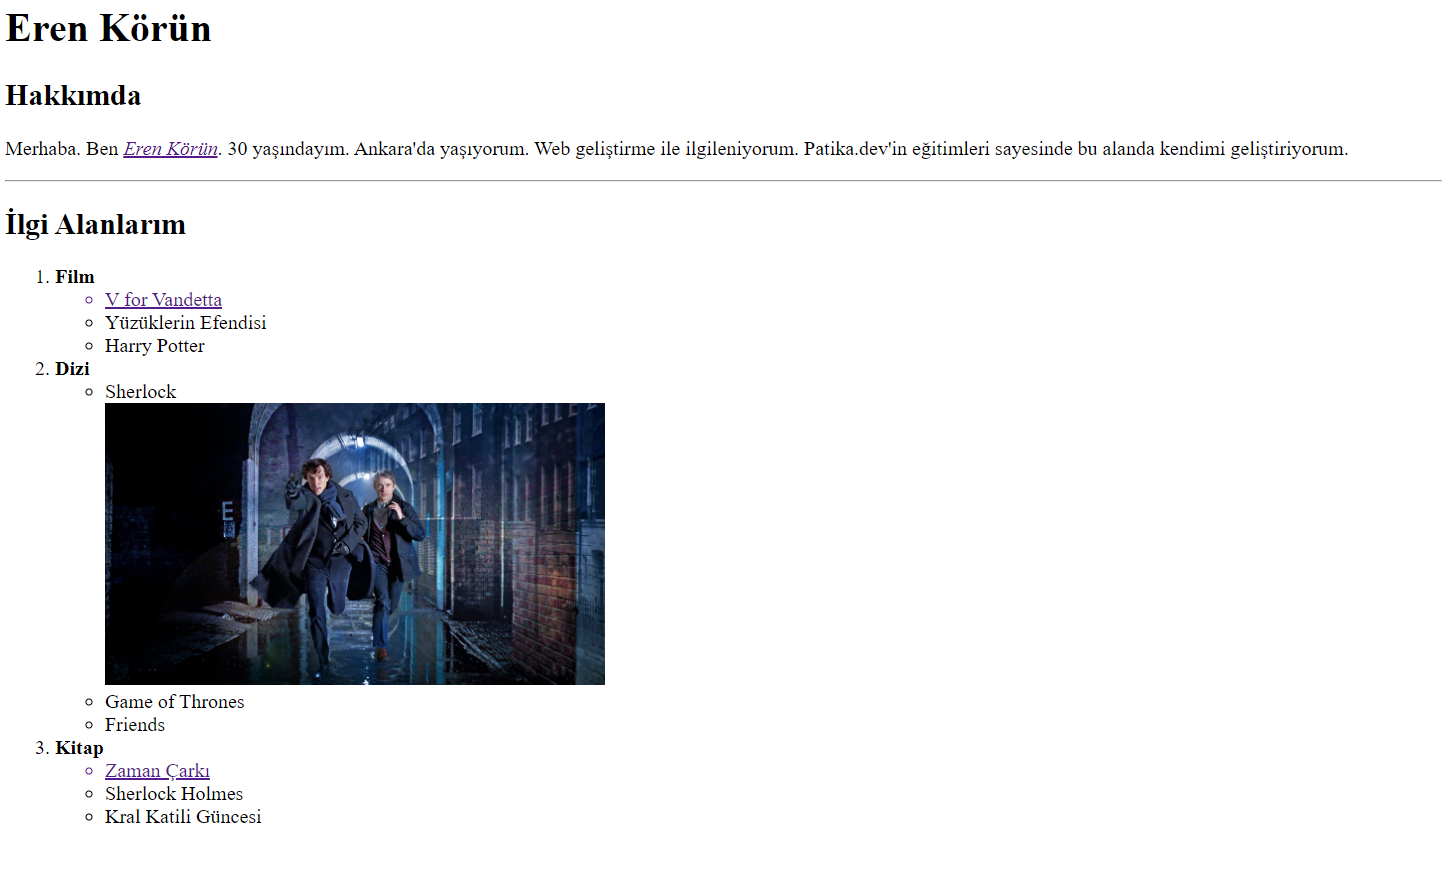 Eren Körün
Hakkımda
Merhaba. Ben Eren Körün. 30 yaşındayım. Ankara'da yaşıyorum. Web geliştirme ile ilgileniyorum. Patika.dev'in eğitimleri sayesinde bu alanda kendimi geliştiriyorum.
İlgi Alanlarım
1. Film
V for Vandetta
Yüzüklerin Efendisi
Harry Potter
2. Dizi
Sherlock
Game of Thrones
Friends
3. Kitap
Zaman Çarkı
Sherlock Holmes
Kral Katili Güncesi